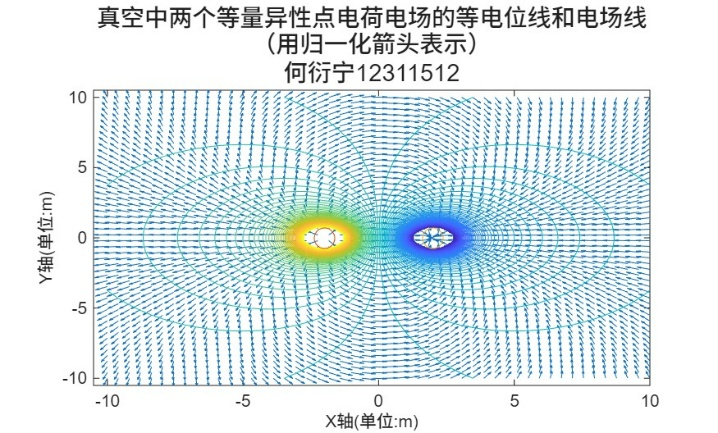 真空中两个等量异性点电荷电场的等电位线和电场线
（用归一化箭头表示）
何衍宁12311512
10
5
0
-5
-10
Y轴(单位:m)
-10
-5
0
5
10
X轴(单位:m)